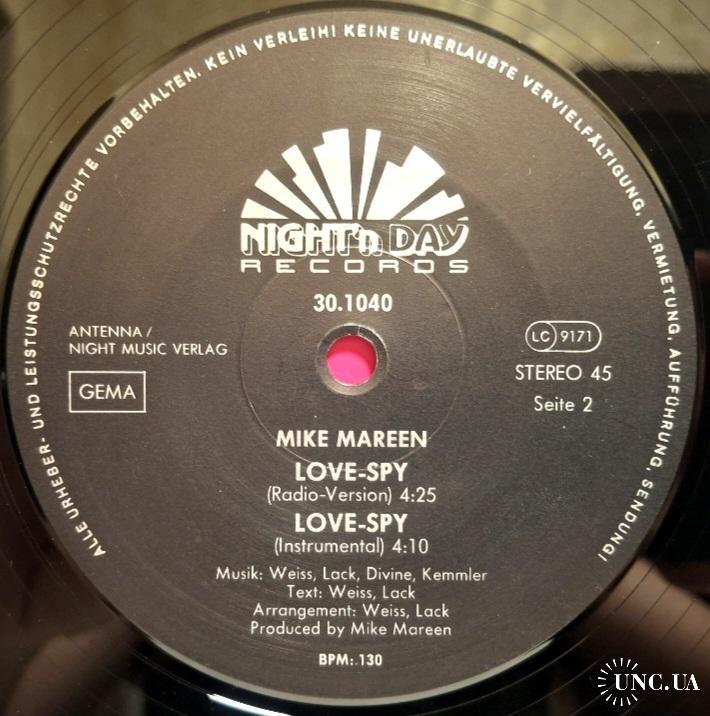 ALLE URHEBER- UND LEISTUNGSSCHUTZRECHTE VORBEHALTEN. KEIN VERLEIH! KEINE UNERLAUBTE VERVIELFÄLTIGUNG, VERMIETUNG, AUFFÜHRUNG, SENDUNG!
NIGHT'n DAY
RECORDS
30.1040
ANTENNA /
NIGHT MUSIC VERLAG
GEMA
LC 9171
STEREO 45
Seite 2
MIKE MAREEN
LOVE-SPY
(Radio-Version) 4:25
LOVE-SPY
(Instrumental) 4:10
Musik: Weiss, Lack, Divine, Kemmler
Text: Weiss, Lack
Arrangement: Weiss, Lack
Produced by Mike Mareen
BPM: 130
UNC.UA